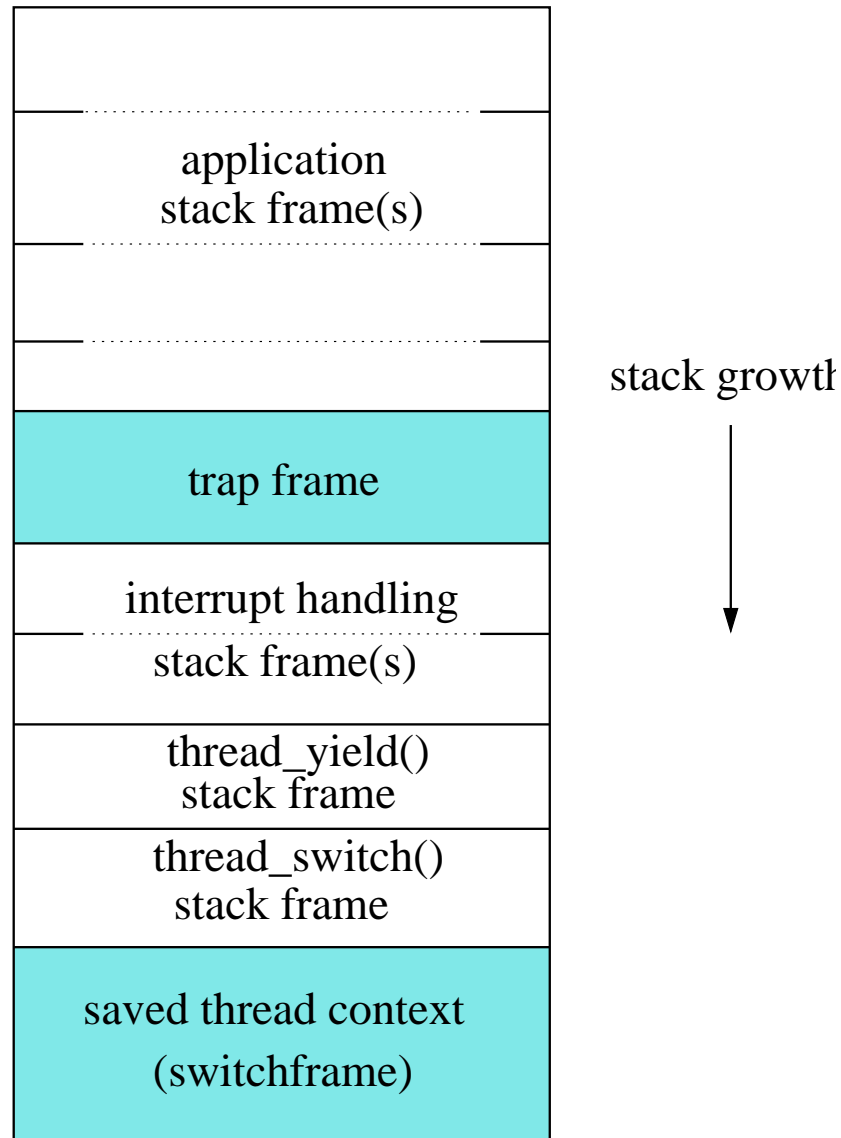 application
stack frame(s)
stack growth
trap frame
interrupt handling
stack frame(s)
thread_yield()
stack frame
thread_switch()
stack frame
saved thread context
(switchframe)